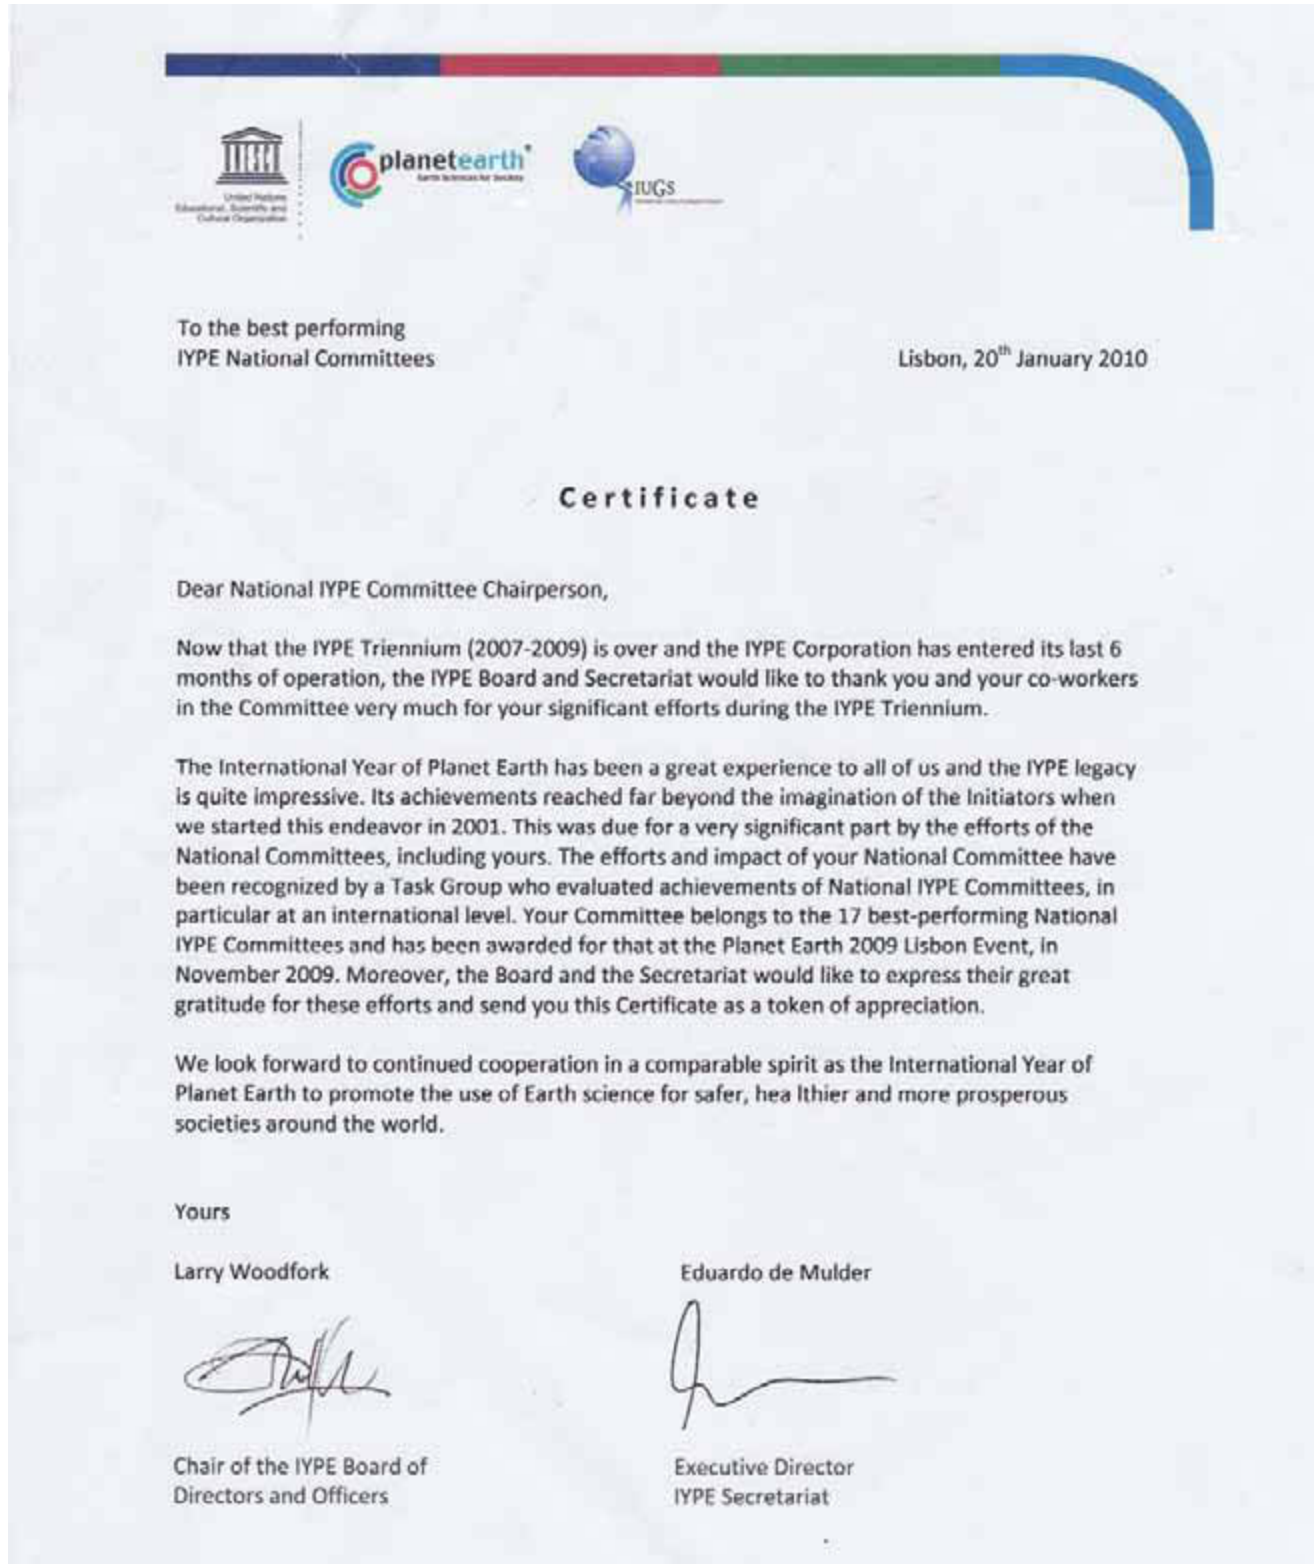 United Nations
Educational, Scientific and
Cultural Organization
planetearth
Earth Sciences for Society
IUGS
To the best performing
IYPE National Committees
Lisbon, 20th January 2010
Certificate
Dear National IYPE Committee Chairperson,
Now that the IYPE Triennium (2007-2009) is over and the IYPE Corporation has entered its last 6
months of operation, the IYPE Board and Secretariat would like to thank you and your co-workers
in the Committee very much for your significant efforts during the IYPE Triennium.
The International Year of Planet Earth has been a great experience to all of us and the IYPE legacy
is quite impressive. Its achievements reached far beyond the imagination of the Initiators when
we started this endeavor in 2001. This was due for a very significant part by the efforts of the
National Committees, including yours. The efforts and impact of your National Committee have
been recognized by a Task Group who evaluated achievements of National IYPE Committees, in
particular at an international level. Your Committee belongs to the 17 best-performing National
IYPE Committees and has been awarded for that at the Planet Earth 2009 Lisbon Event, in
November 2009. Moreover, the Board and the Secretariat would like to express their great
gratitude for these efforts and send you this Certificate as a token of appreciation.
We look forward to continued cooperation in a comparable spirit as the International Year of
Planet Earth to promote the use of Earth science for safer, hea lthier and more prosperous
societies around the world.
Yours
Larry Woodfork
Eduardo de Mulder
Chair of the IYPE Board of
Directors and Officers
Executive Director
IYPE Secretariat